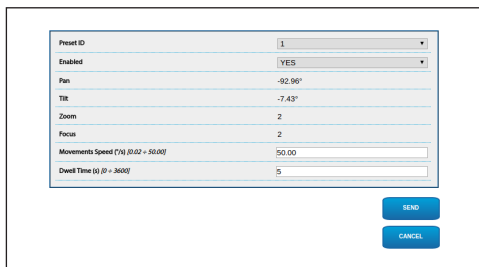 Preset ID 1
Enabled YES
Pan -92.96°
Tilt -7.43°
Zoom 2
Focus 2
Movements Speed (°/s) [0.02 ÷ 50.00] 50.00
Dwell Time (s) [0 ÷ 3600] 5
SEND
CANCEL